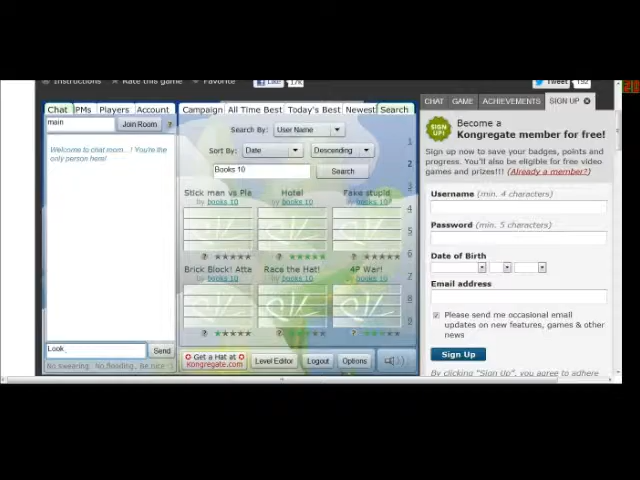 Instructions Rate this game Favorite Like 17K Tweet 192
Chat PMs Players Account
main Join Room ?
Welcome to chat room...! You're the
only person here!
Look
Send
No swearing. No flooding. Be nice :)
Campaign All Time Best Today's Best Newest Search
Search By: User Name
Sort By: Date Descending
Books 10 Search
Stick man vs Pie Hotel Fake stupid
by books 10 by books 10 by books 10
Brick Block! Atta Race the Hat! 4P War!
by books 10 by books 10 by books 10
1
2
3
4
5
6
7
8
Get a Hat at
Kongregate.com
Level Editor Logout Options
CHAT GAME ACHIEVEMENTS SIGN UP
SIGN
UP!
Become a
Kongregate member for free!
Sign up now to save your badges, points and
progress. You'll also be eligible for free video
games and prizes!!! (Already a member?)
Username (min. 4 characters)
Password (min. 5 characters)
Date of Birth
Email address
Please send me occasional email
updates on new features, games & other
news
Sign Up
By clicking "Sign Up", you agree to adhere